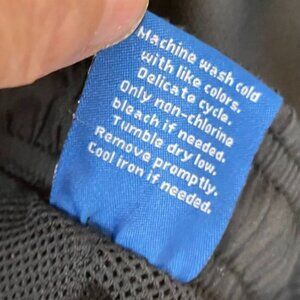 Machine wash cold
with like colors.
Delicate cycle.
Only non-chlorine
bleach if needed.
Tumble dry low.
Remove promptly.
Cool iron if needed.